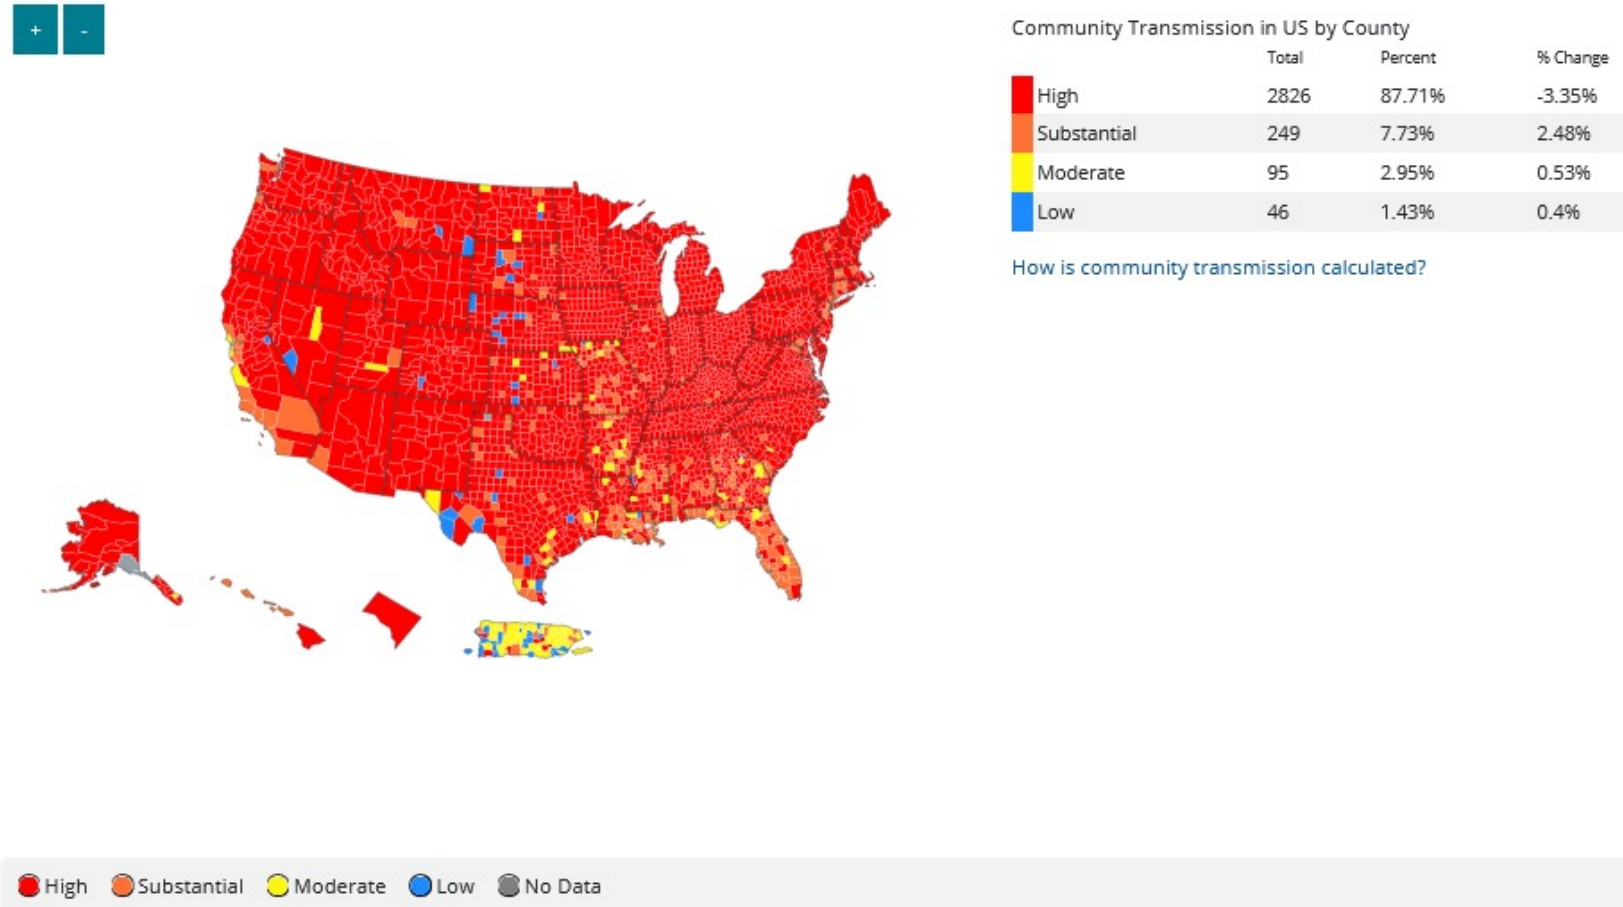 + -
Community Transmission in US by County
Total Percent % Change
High 2826 87.71% -3.35%
Substantial 249 7.73% 2.48%
Moderate 95 2.95% 0.53%
Low 46 1.43% 0.4%
How is community transmission calculated?
High Substantial Moderate Low No Data